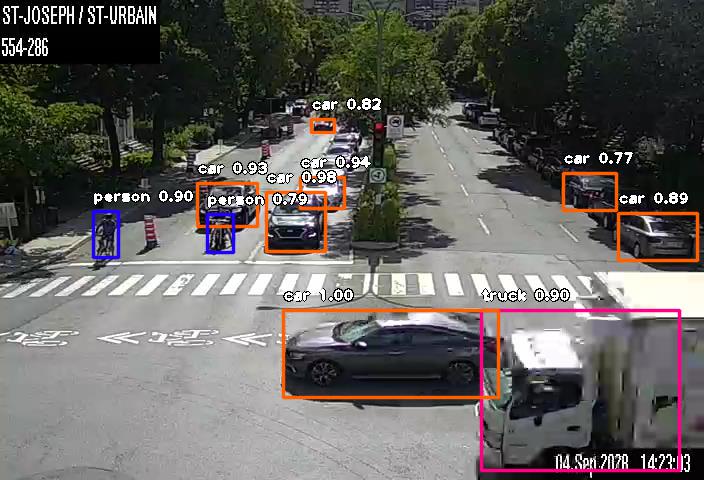 ST-JOSEPH / ST-URBAIN
554-286
car 0.82
car 0.94
car 0.93
car 0.98
car 0.77
person 0.90
person 0.79
car 0.89
car 1.00
truck 0.90
04 Sep 2028 14:23:03